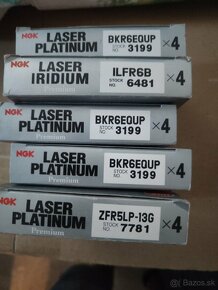 LASER PLATINUM
BKR6EQUP
STOCK NO. 3199
×4
NGK
LASER IRIDIUM
Premium
ILFR6B
STOCK NO. 6481
×4
NGK
LASER PLATINUM
Premium
BKR6EQUP
STOCK NO. 3199
×4
NGK
LASER PLATINUM
Premium
BKR6EQUP
STOCK NO. 3199
×4
NGK
LASER PLATINUM
Premium
ZFR5LP-13G
STOCK NO. 7781
×4
bazos.sk